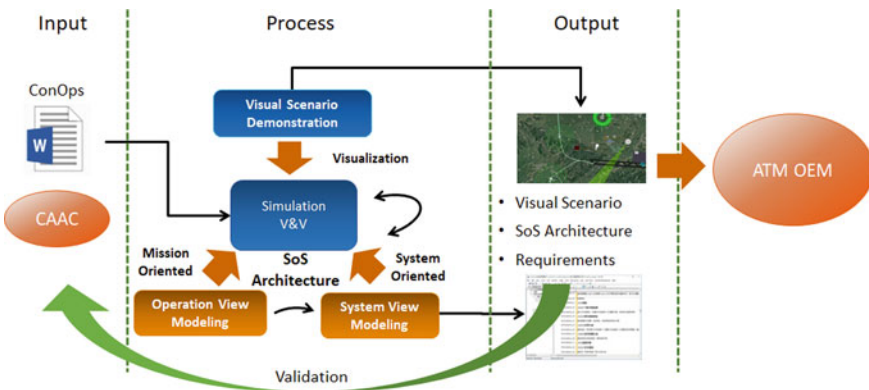 Input
Process
Output
ConOps
W
CAAC
Visual Scenario
Demonstration
Visualization
Simulation
V&V
Mission
Oriented
SoS
Architecture
System
Oriented
Operation View
Modeling
System View
Modeling
• Visual Scenario
• SoS Architecture
• Requirements
ATM OEM
Validation